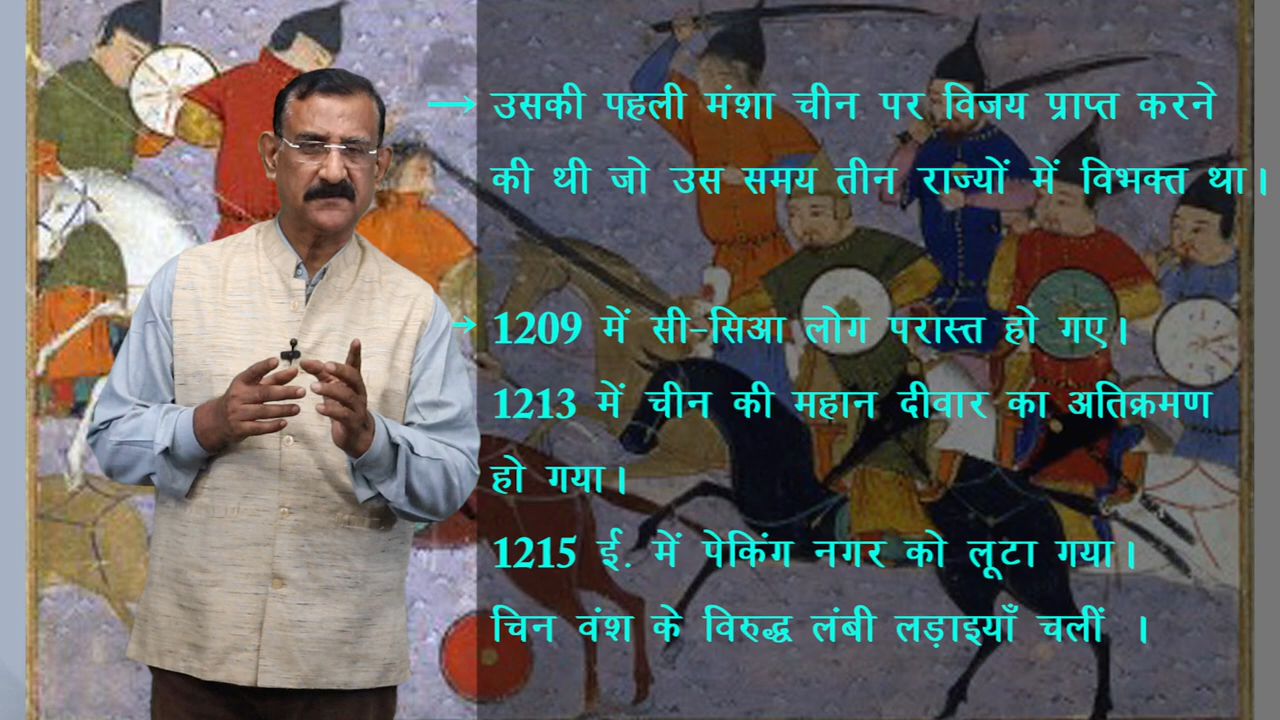 उसकी पहली मंशा चीन पर विजय प्राप्त करने
की थी जो उस समय तीन राज्यों में विभक्त था।
1209 में सी-सिआ लोग परास्त हो गए।
1213 में चीन की महान दीवार का अतिक्रमण
हो गया।
1215 ई. में पेकिंग नगर को लूटा गया।
चिन वंश के विरुद्ध लंबी लड़ाइयाँ चलीं ।